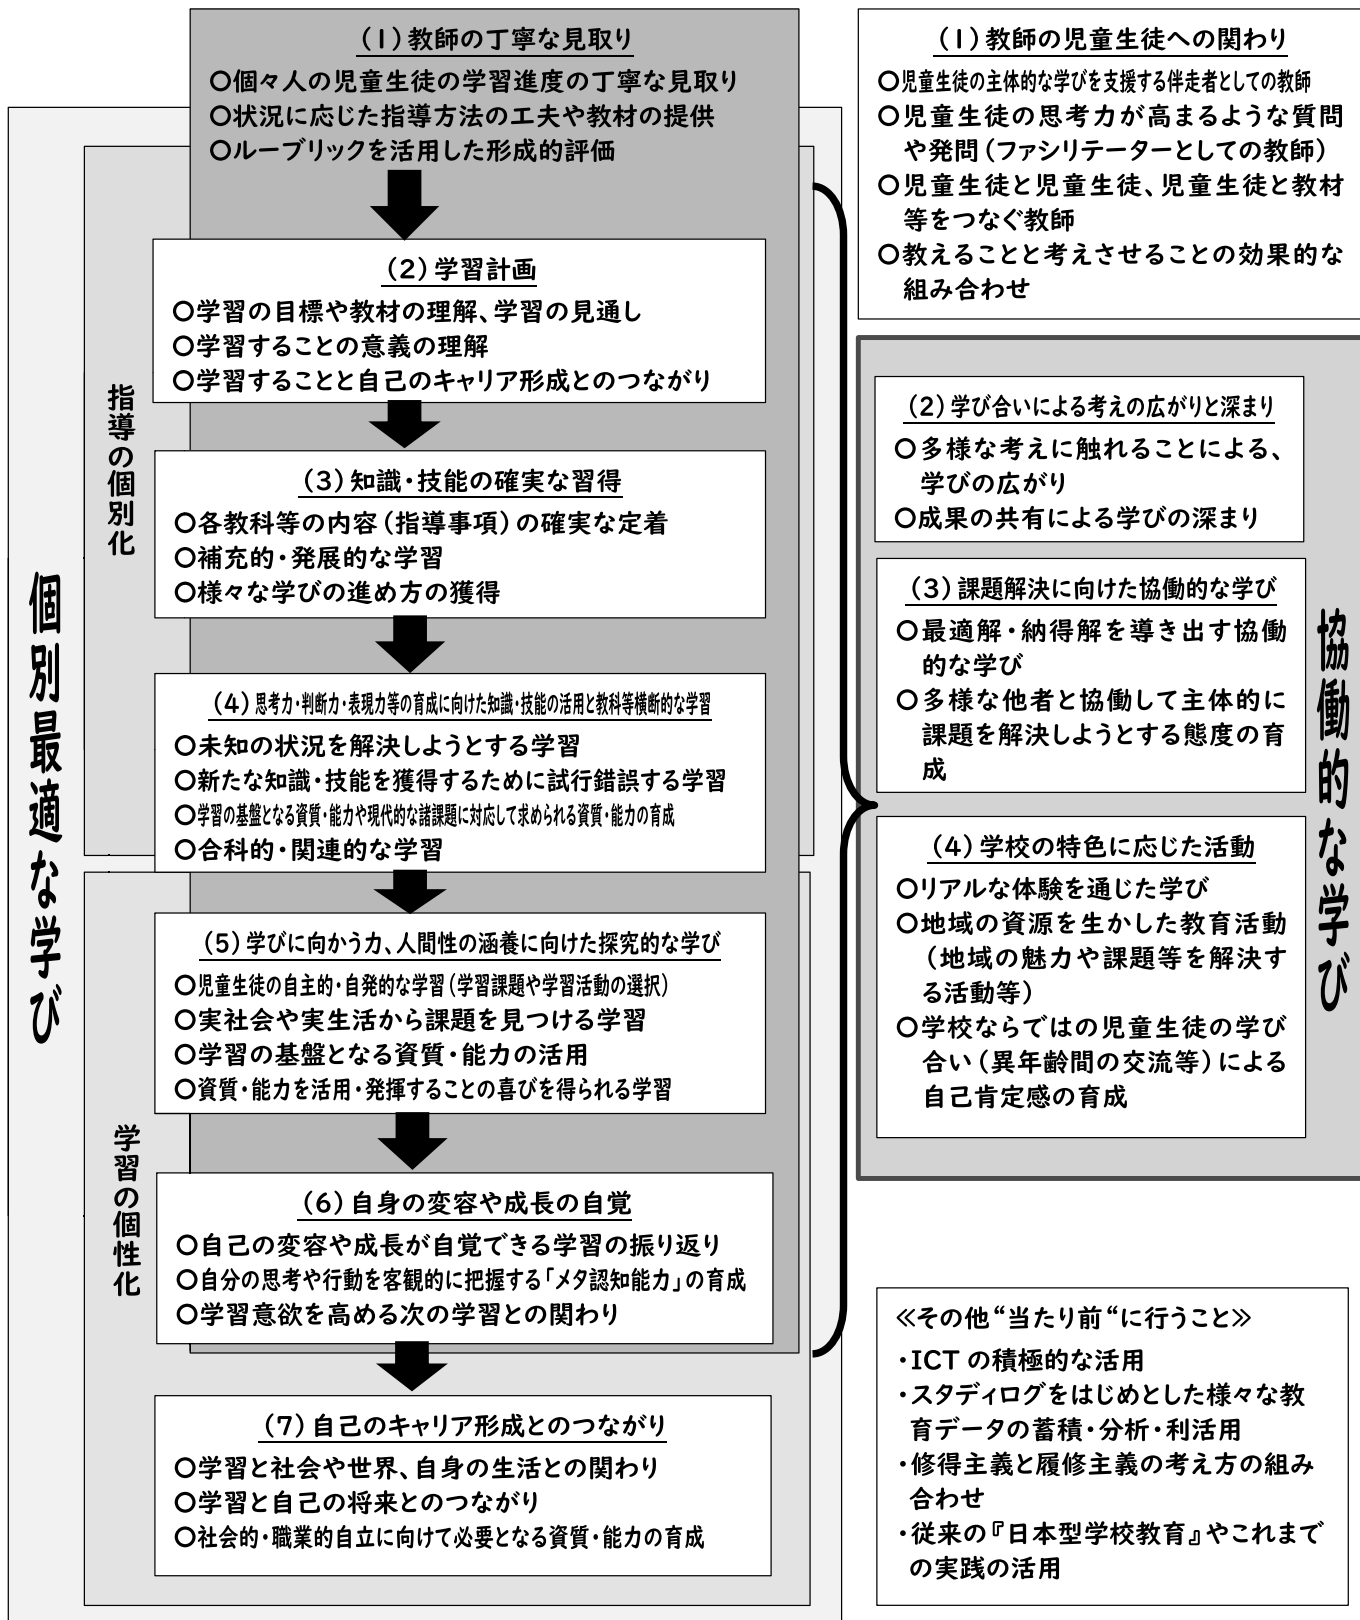 個別最適な学び
指導の個別化
(1)教師の丁寧な見取り
○個々人の児童生徒の学習進度の丁寧な見取り
○状況に応じた指導方法の工夫や教材の提供
○ルーブリックを活用した形成的評価
(2)学習計画
○学習の目標や教材の理解、学習の見通し
○学習することの意義の理解
○学習することと自己のキャリア形成とのつながり
(3)知識・技能の確実な習得
○各教科等の内容(指導事項)の確実な定着
○補充的・発展的な学習
○様々な学びの進め方の獲得
(4)思考力・判断力・表現力等の育成に向けた知識・技能の活用と教科等横断的な学習
○未知の状況を解決しようとする学習
○新たな知識・技能を獲得するために試行錯誤する学習
○学習の基盤となる資質・能力や現代的な諸課題に対応して求められる資質・能力の育成
○合科的・関連的な学習
学習の個性化
(5)学びに向かう力、人間性の涵養に向けた探究的な学び
○児童生徒の自主的・自発的な学習(学習課題や学習活動の選択)
○実社会や実生活から課題を見つける学習
○学習の基盤となる資質・能力の活用
○資質・能力を活用・発揮することの喜びを得られる学習
(6)自身の変容や成長の自覚
○自己の変容や成長が自覚できる学習の振り返り
○自分の思考や行動を客観的に把握する「メタ認知能力」の育成
○学習意欲を高める次の学習との関わり
(7)自己のキャリア形成とのつながり
○学習と社会や世界、自身の生活との関わり
○学習と自己の将来とのつながり
○社会的・職業的自立に向けて必要となる資質・能力の育成
(1)教師の児童生徒への関わり
○児童生徒の主体的な学びを支援する伴走者としての教師
○児童生徒の思考力が高まるような質問
や発問(ファシリテーターとしての教師)
○児童生徒と児童生徒、児童生徒と教材
等をつなぐ教師
○教えることと考えさせることの効果的な
組み合わせ
協働的な学び
(2)学び合いによる考えの広がりと深まり
○多様な考えに触れることによる、
学びの広がり
○成果の共有による学びの深まり
(3)課題解決に向けた協働的な学び
○最適解・納得解を導き出す協働
的な学び
○多様な他者と協働して主体的に
課題を解決しようとする態度の育
成
(4)学校の特色に応じた活動
○リアルな体験を通じた学び
○地域の資源を生かした教育活動
(地域の魅力や課題等を解決す
る活動等)
○学校ならではの児童生徒の学び
合い(異年齢間の交流等)による
自己肯定感の育成
≪その他“当たり前“に行うこと≫
・ICTの積極的な活用
・スタディログをはじめとした様々な教
育データの蓄積・分析・利活用
・修得主義と履修主義の考え方の組み
合わせ
・従来の『日本型学校教育』やこれまで
の実践の活用